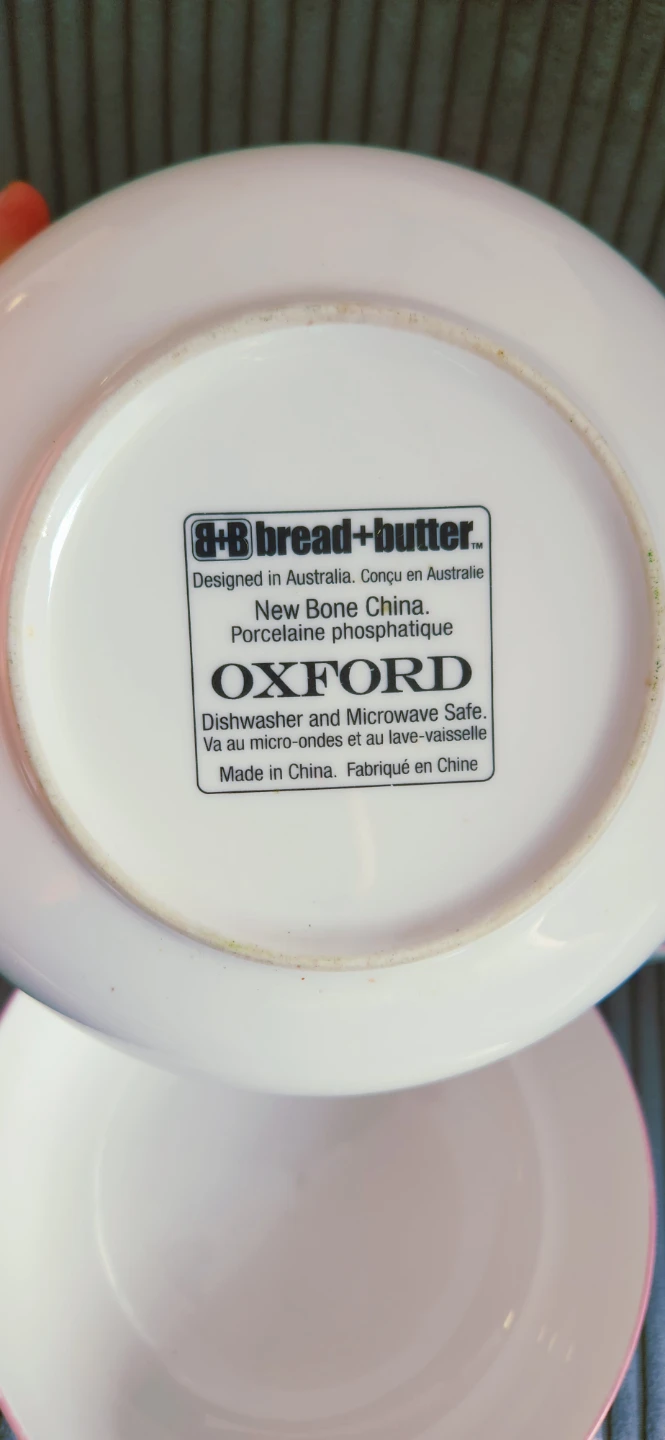 B+B bread+butter™
Designed in Australia. Conçu en Australie
New Bone China.
Porcelaine phosphatique
OXFORD
Dishwasher and Microwave Safe.
Va au micro-ondes et au lave-vaisselle
Made in China. Fabriqué en Chine